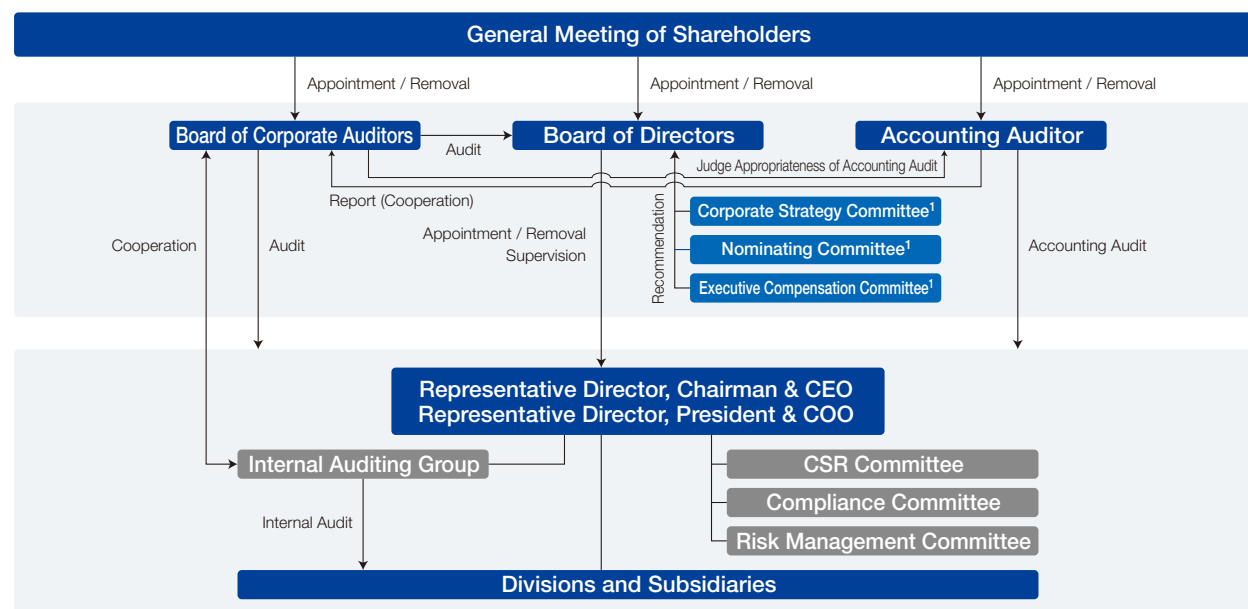 General Meeting of Shareholders
Appointment / Removal
Appointment / Removal
Appointment / Removal
Board of Corporate Auditors
Audit
Board of Directors
Accounting Auditor
Judge Appropriateness of Accounting Audit
Report (Cooperation)
Recommendation
Corporate Strategy Committee¹
Cooperation
Audit
Appointment / Removal
Supervision
Nominating Committee¹
Accounting Audit
Executive Compensation Committee¹
Representative Director, Chairman & CEO
Representative Director, President & COO
Internal Auditing Group
CSR Committee
Compliance Committee
Internal Audit
Risk Management Committee
Divisions and Subsidiaries